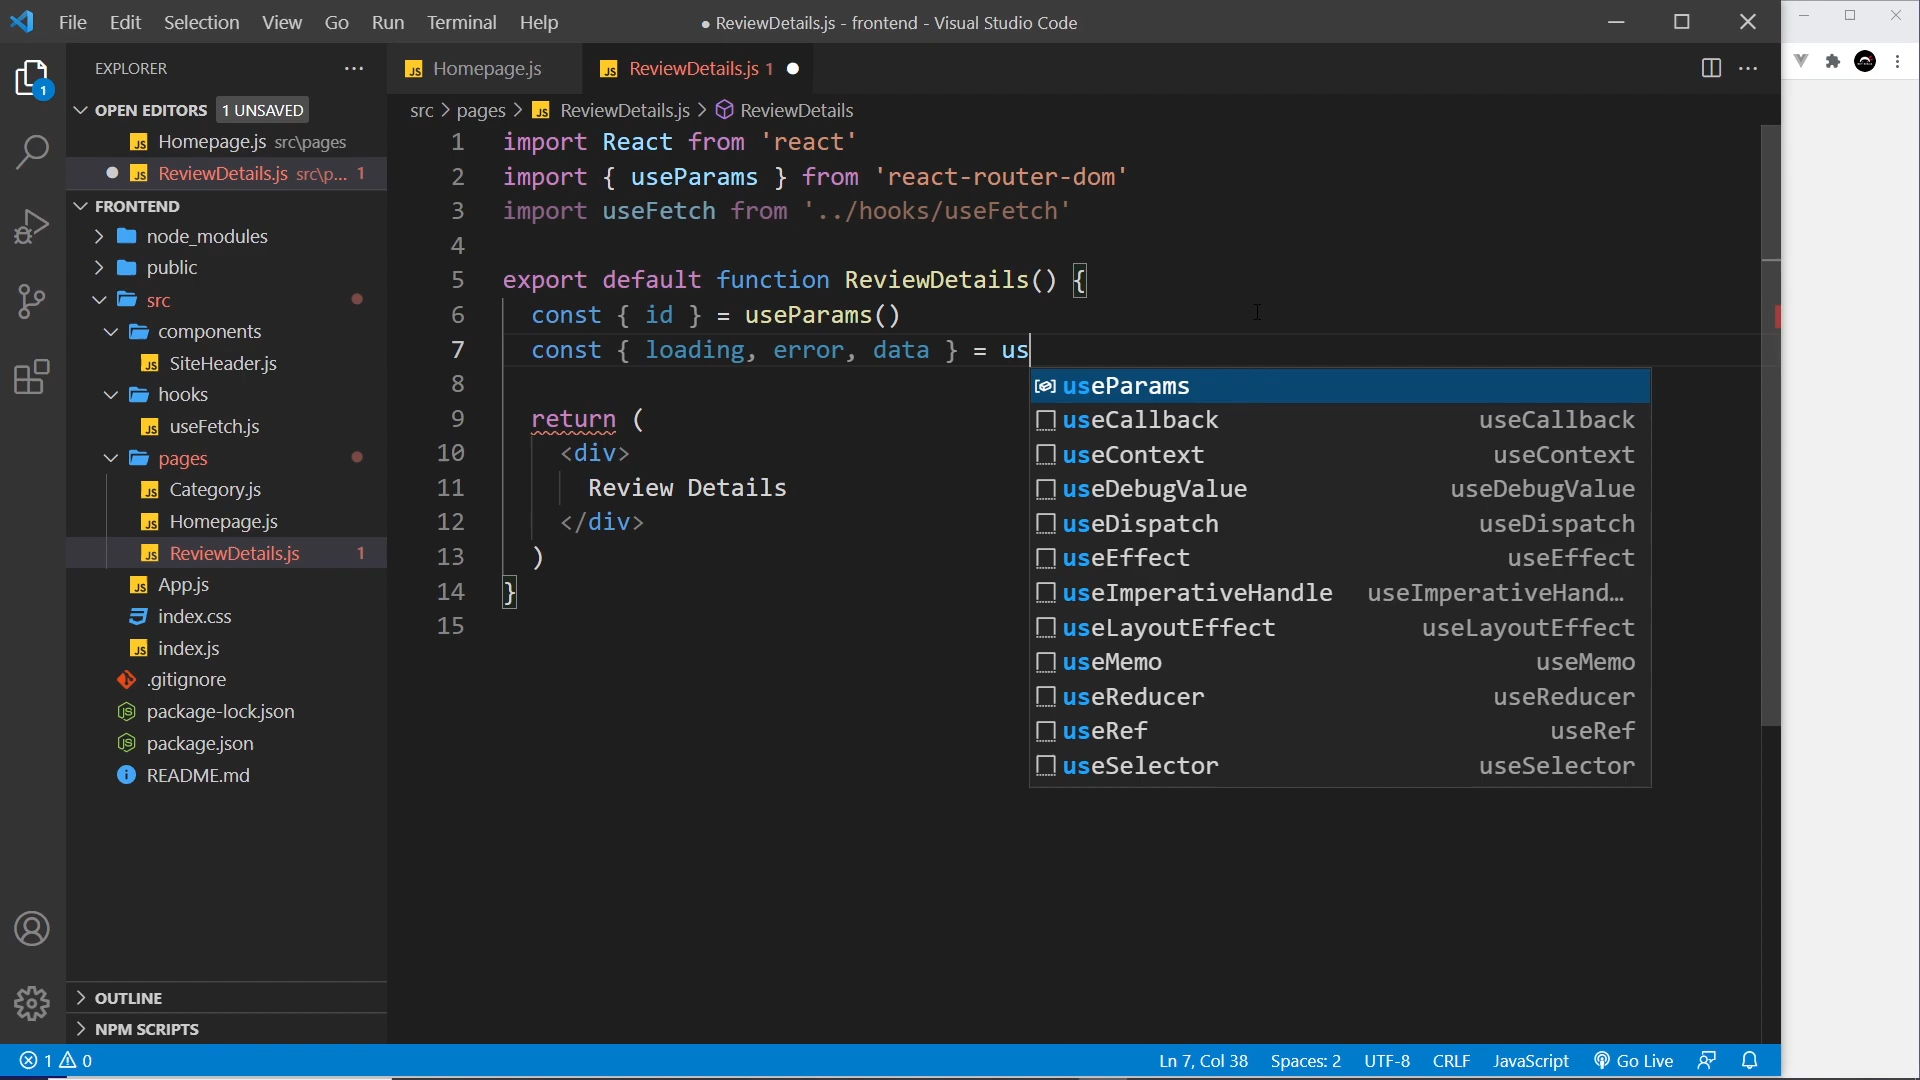 File Edit Selection View Go Run Terminal Help
● ReviewDetails.js - frontend - Visual Studio Code
EXPLORER
OPEN EDITORS 1 UNSAVED
Homepage.js src\pages
ReviewDetails.js src\p... 1
FRONTEND
node_modules
public
src
components
SiteHeader.js
hooks
useFetch.js
pages
Category.js
Homepage.js
ReviewDetails.js 1
App.js
index.css
index.js
.gitignore
package-lock.json
package.json
README.md
OUTLINE
NPM SCRIPTS
1
Homepage.js
ReviewDetails.js 1
src > pages > ReviewDetails.js > ReviewDetails
1 import React from 'react'
2 import { useParams } from 'react-router-dom'
3 import useFetch from '../hooks/useFetch'
4
5 export default function ReviewDetails() {
6 const { id } = useParams()
7 const { loading, error, data } = us
8
9 return (
10 <div>
11 Review Details
12 </div>
13 )
14 }
15
useParams
useCallback useCallback
useContext useContext
useDebugValue useDebugValue
useDispatch useDispatch
useEffect useEffect
useImperativeHandle useImperativeHand...
useLayoutEffect useLayoutEffect
useMemo useMemo
useReducer useReducer
useRef useRef
useSelector useSelector
1 0
Ln 7, Col 38 Spaces: 2 UTF-8 CRLF JavaScript Go Live